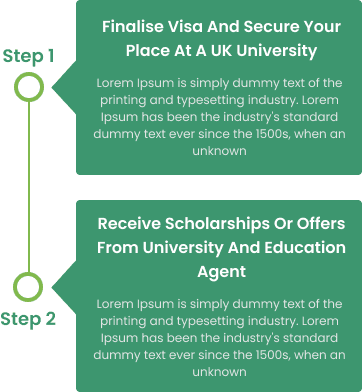 Step 1
Finalise Visa And Secure Your
Place At A UK University
Lorem Ipsum is simply dummy text of the
printing and typesetting industry. Lorem
Ipsum has been the industry's standard
dummy text ever since the 1500s, when an
unknown
Receive Scholarships Or Offers
From University And Education
Agent
Step 2
Lorem Ipsum is simply dummy text of the
printing and typesetting industry. Lorem
Ipsum has been the industry's standard
dummy text ever since the 1500s, when an
unknown